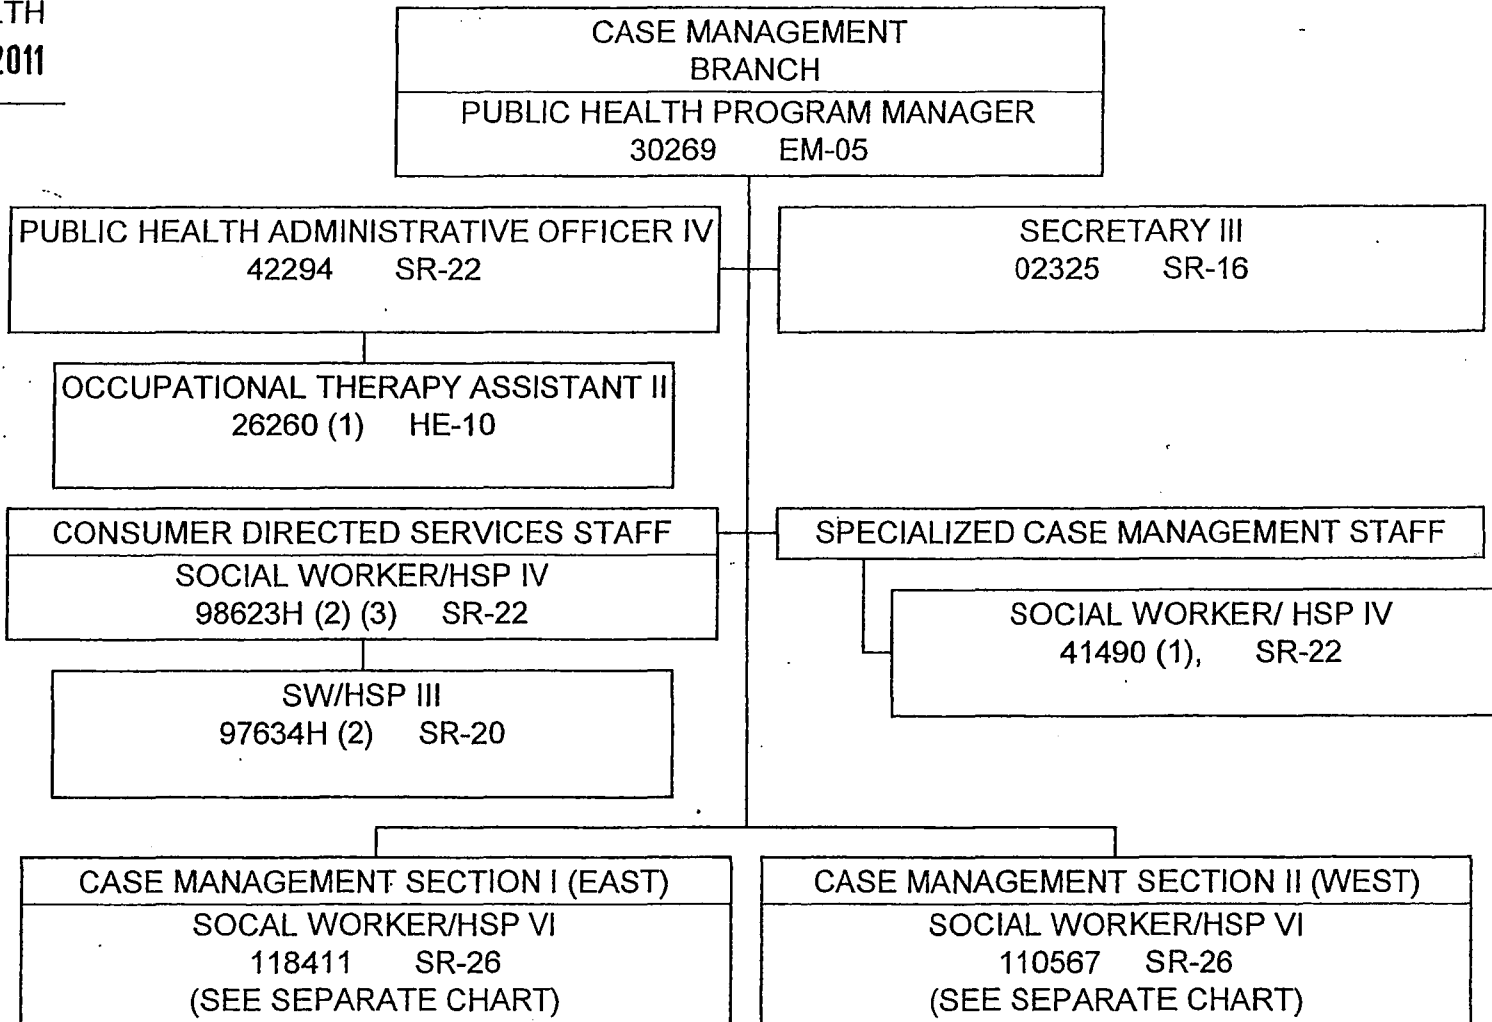 2011
CASE MANAGEMENT
BRANCH
PUBLIC HEALTH PROGRAM MANAGER
30269 EM-05
PUBLIC HEALTH ADMINISTRATIVE OFFICER IV
42294 SR-22
SECRETARY III
02325 SR-16
OCCUPATIONAL THERAPY ASSISTANT II
26260 (1) HE-10
CONSUMER DIRECTED SERVICES STAFF
SOCIAL WORKER/HSP IV
98623H (2) (3) SR-22
SW/HSP III
97634H (2) SR-20
SPECIALIZED CASE MANAGEMENT STAFF
SOCIAL WORKER/ HSP IV
41490 (1), SR-22
CASE MANAGEMENT SECTION I (EAST)
SOCAL WORKER/HSP VI
118411 SR-26
(SEE SEPARATE CHART)
CASE MANAGEMENT SECTION II (WEST)
SOCIAL WORKER/HSP VI
110567 SR-26
(SEE SEPARATE CHART)